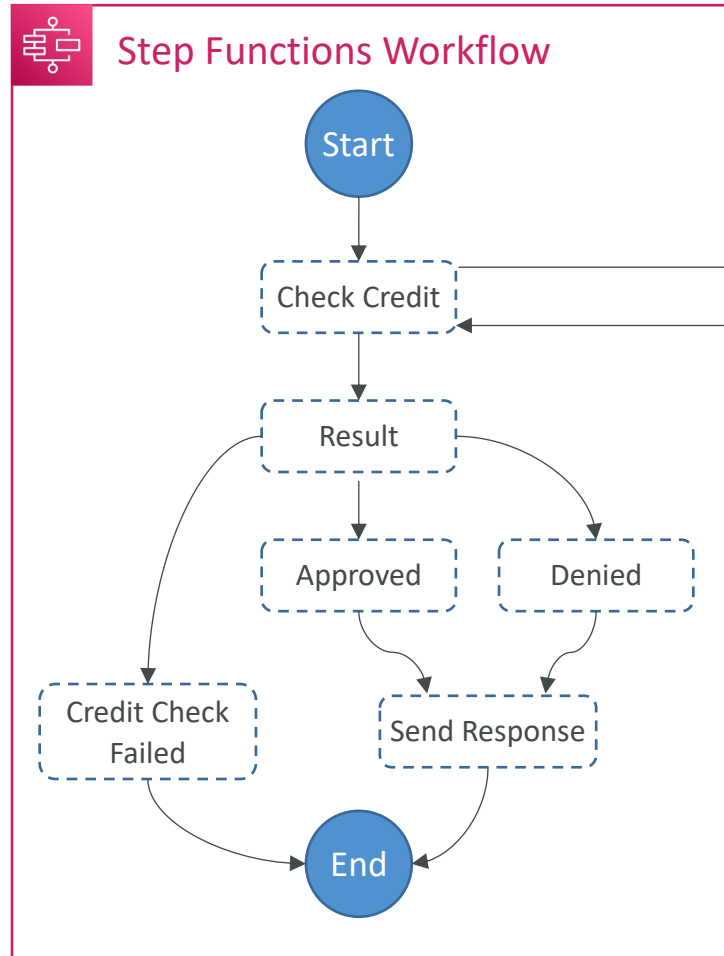 Step Functions Workflow
Start
Check Credit
Result
Approved
Denied
Credit Check
Failed
Send Response
End